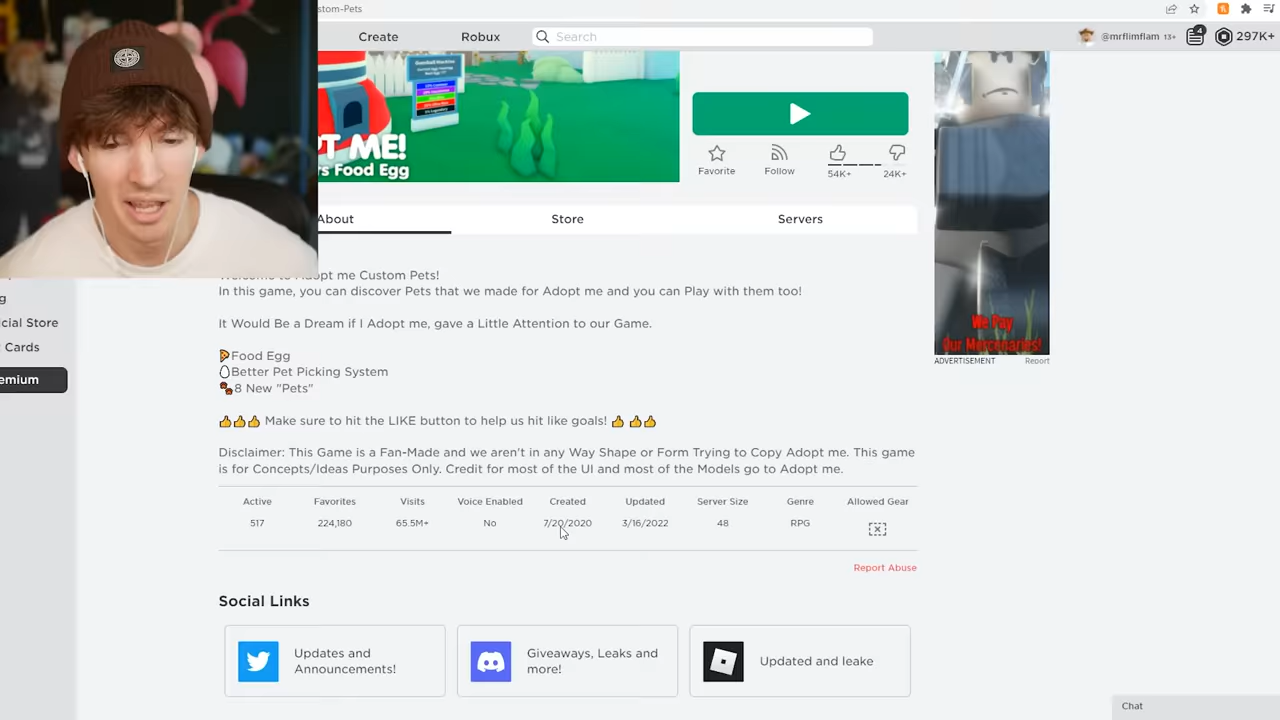 stom-Pets
Create
Robux
Search
@mrflimflam 13+
4
297K+
PT ME!
rs Food Egg
Favorite
Follow
54K+
24K+
About
Store
Servers
Welcome to Adopt me Custom Pets!
In this game, you can discover Pets that we made for Adopt me and you can Play with them too!
It Would Be a Dream if I Adopt me, gave a Little Attention to our Game.
🍕Food Egg
🥚Better Pet Picking System
🐾8 New "Pets"
👍👍👍 Make sure to hit the LIKE button to help us hit like goals! 👍 👍👍
Disclaimer: This Game is a Fan-Made and we aren't in any Way Shape or Form Trying to Copy Adopt me. This game
is for Concepts/Ideas Purposes Only. Credit for most of the UI and most of the Models go to Adopt me.
g
cial Store
Cards
emium
We Pay
Our Mercenaries!
ADVERTISEMENT
Report
Active
Favorites
Visits
Voice Enabled
Created
Updated
Server Size
Genre
Allowed Gear
517
224,180
65.5M+
No
7/20/2020
3/16/2022
48
RPG
Report Abuse
Social Links
Updates and
Announcements!
Giveaways, Leaks and
more!
Updated and leake
Chat